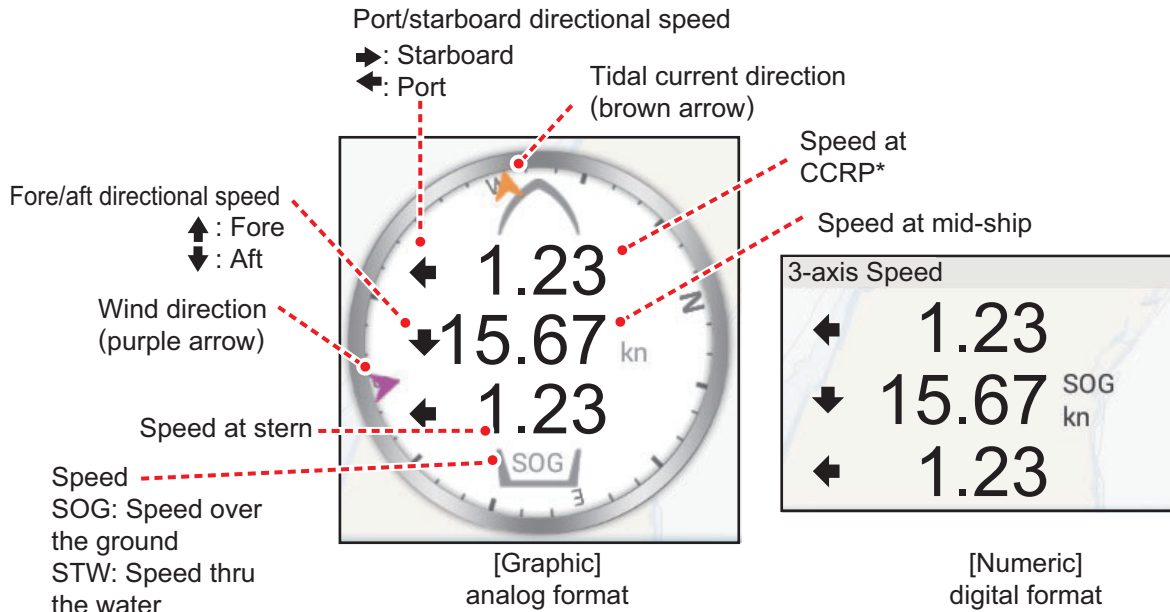 Port/starboard directional speed
: Starboard
: Port
Tidal current direction
(brown arrow)
Speed at
CCRP*
Fore/aft directional speed
: Fore
: Aft
Speed at mid-ship
Wind direction
(purple arrow)
W
1.23
N
15.67 kn
1.23
SOG
E
Speed at stern
Speed
SOG: Speed over
the ground
STW: Speed thru
the water
[Graphic]
analog format
3-axis Speed
1.23
15.67 SOG
kn
1.23
[Numeric]
digital format